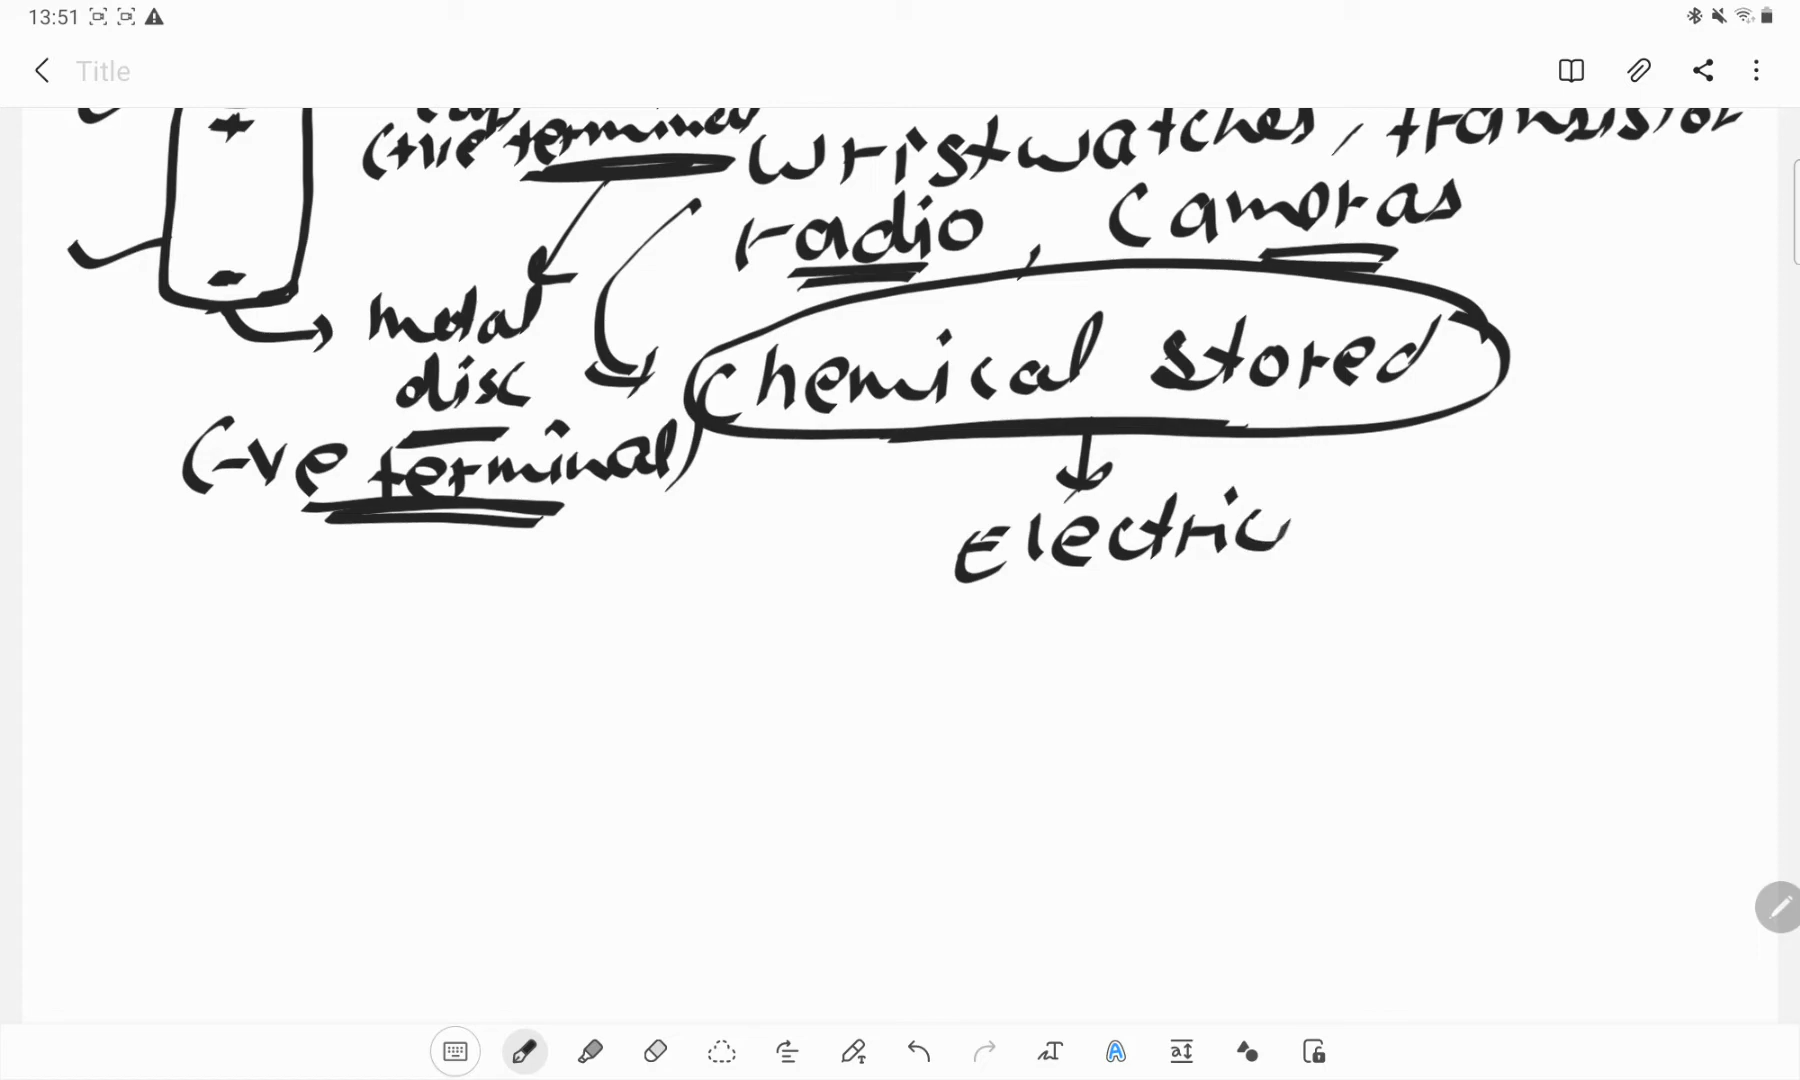 13:51
Title
+
(+ve terminal
wristwatches, transistor
radio, Cameras
-
metal
disc
(-ve terminal)
Chemical stored
Electric